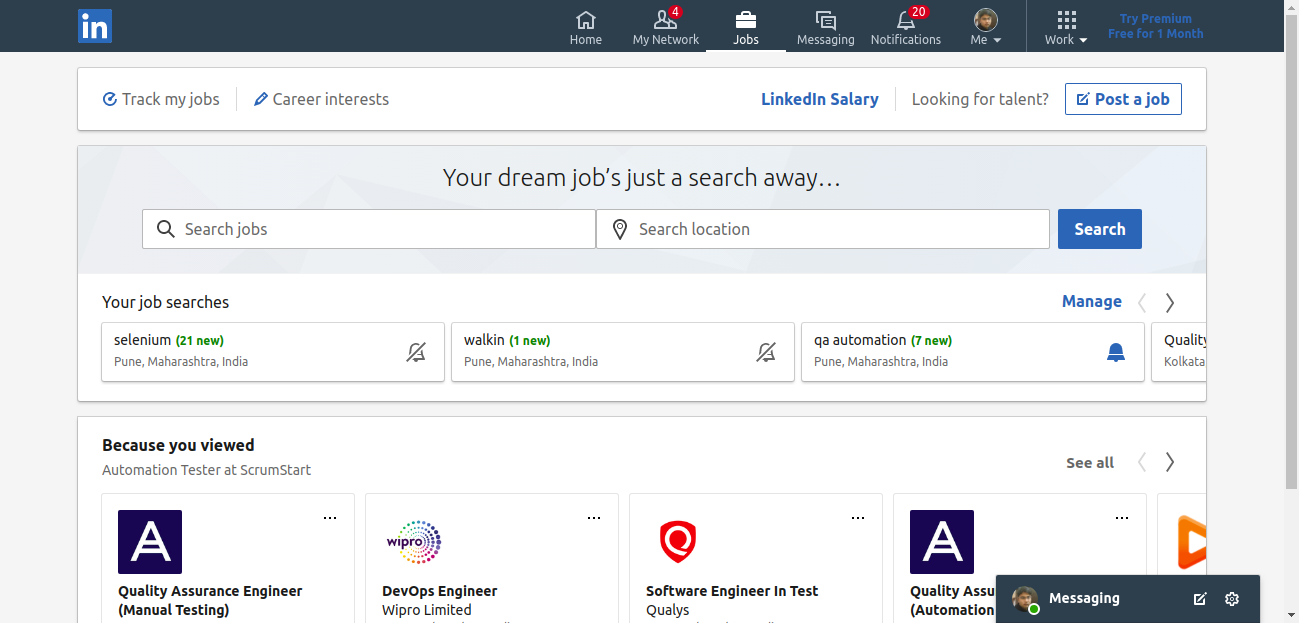 in
4
20
Home
My Network
Jobs
Messaging
Notifications
Me
Work
Try Premium
Free for 1 Month
Track my jobs
Career interests
LinkedIn Salary
Looking for talent?
Post a job
Your dream job's just a search away…
Search jobs
Search location
Search
Your job searches
Manage
selenium (21 new)
Pune, Maharashtra, India
walkin (1 new)
Pune, Maharashtra, India
qa automation (7 new)
Pune, Maharashtra, India
Quality
Kolkata
Because you viewed
Automation Tester at ScrumStart
See all
A
Quality Assurance Engineer
(Manual Testing)
wipro
DevOps Engineer
Wipro Limited
Software Engineer In Test
Qualys
A
Quality Assu
(Automation
Messaging